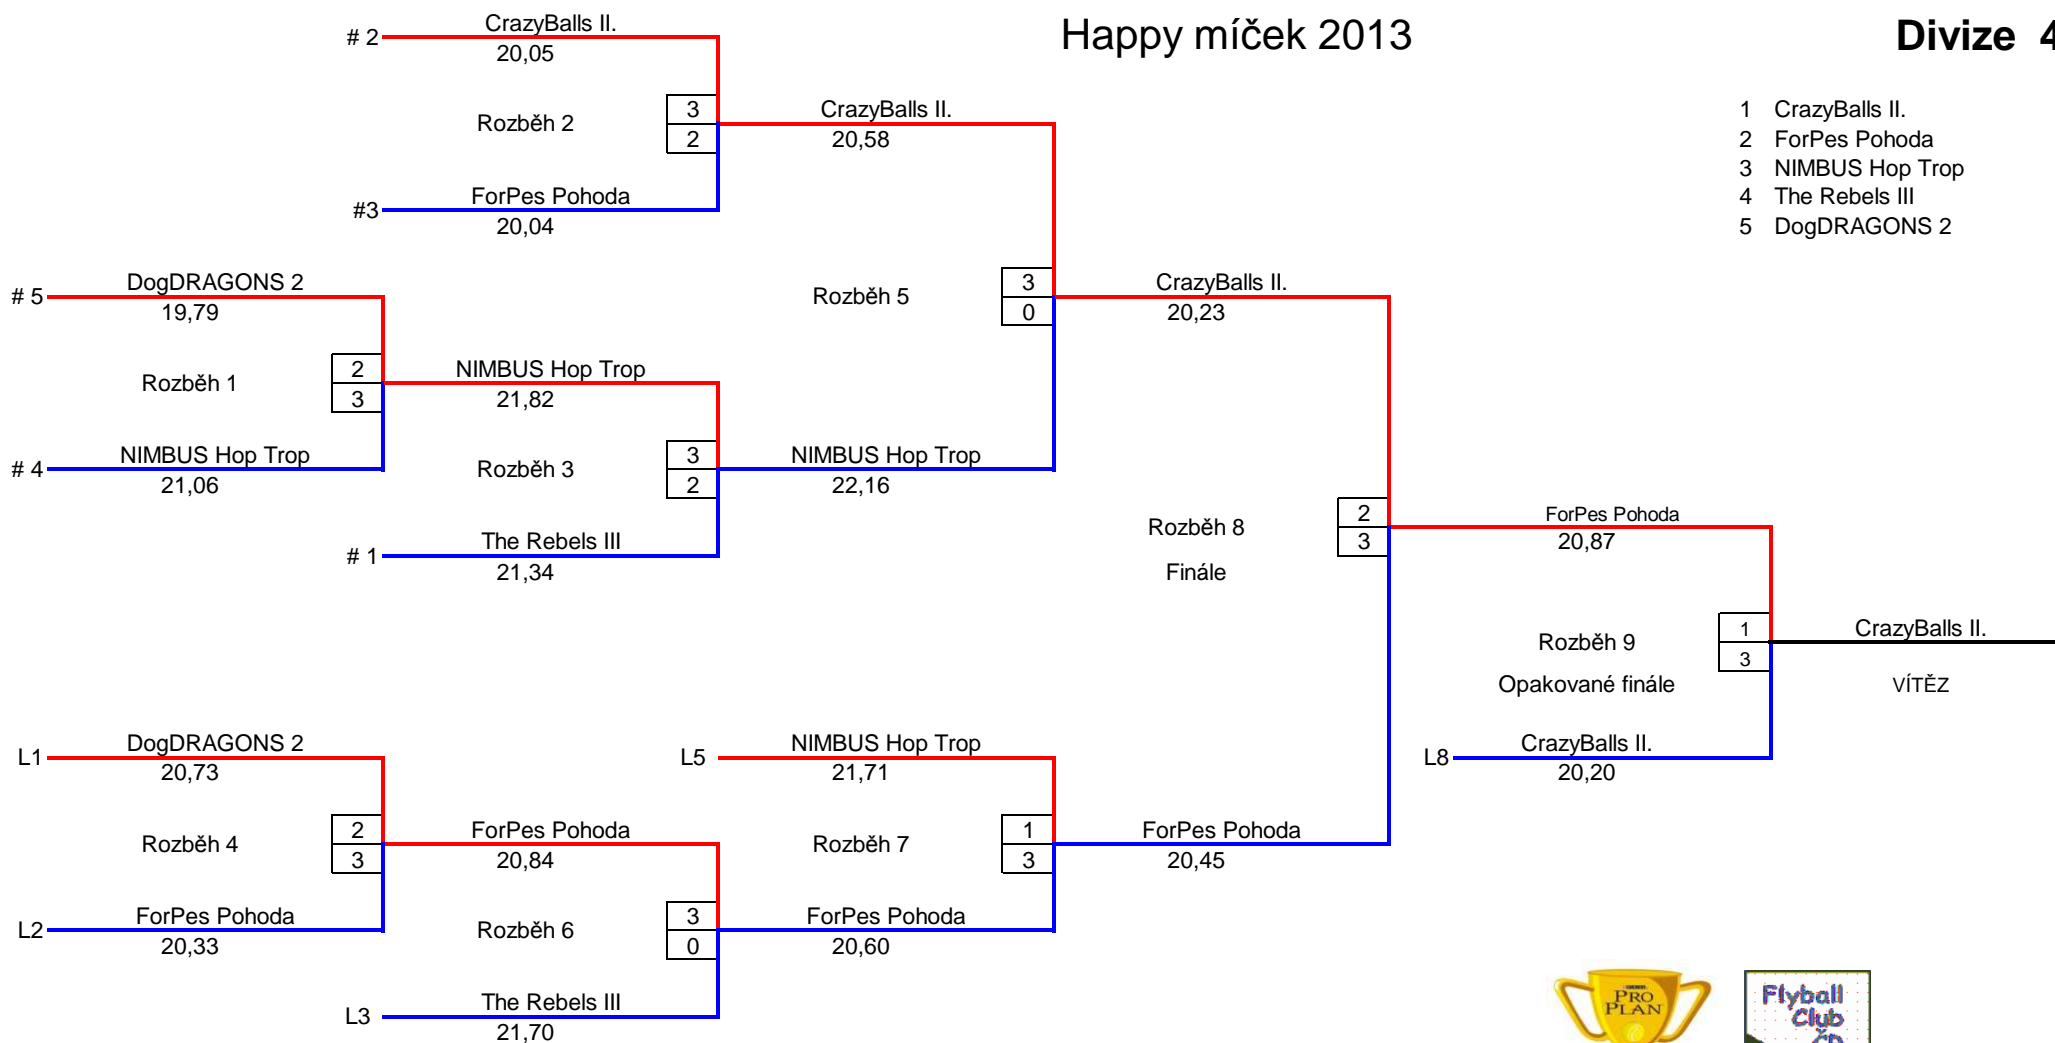 Happy míček 2013
Divize 4
1 CrazyBalls II.
2 ForPes Pohoda
3 NIMBUS Hop Trop
4 The Rebels III
5 DogDRAGONS 2
# 2 CrazyBalls II.
20,05
Rozběh 2
3
2
#3 ForPes Pohoda
20,04
CrazyBalls II.
20,58
# 5 DogDRAGONS 2
19,79
Rozběh 1
2
3
# 4 NIMBUS Hop Trop
21,06
NIMBUS Hop Trop
21,82
Rozběh 3
3
2
# 1 The Rebels III
21,34
Rozběh 5
3
0
NIMBUS Hop Trop
22,16
CrazyBalls II.
20,23
Rozběh 8
Finále
2
3
ForPes Pohoda
20,87
Rozběh 9
Opakované finále
1
3
CrazyBalls II.
VÍTĚZ
L8 CrazyBalls II.
20,20
L1 DogDRAGONS 2
20,73
Rozběh 4
2
3
L2 ForPes Pohoda
20,33
ForPes Pohoda
20,84
Rozběh 6
3
0
L3 The Rebels III
21,70
L5 NIMBUS Hop Trop
21,71
Rozběh 7
1
3
ForPes Pohoda
20,60
ForPes Pohoda
20,45
PRO
PLAN
Flyball
Club
ČR